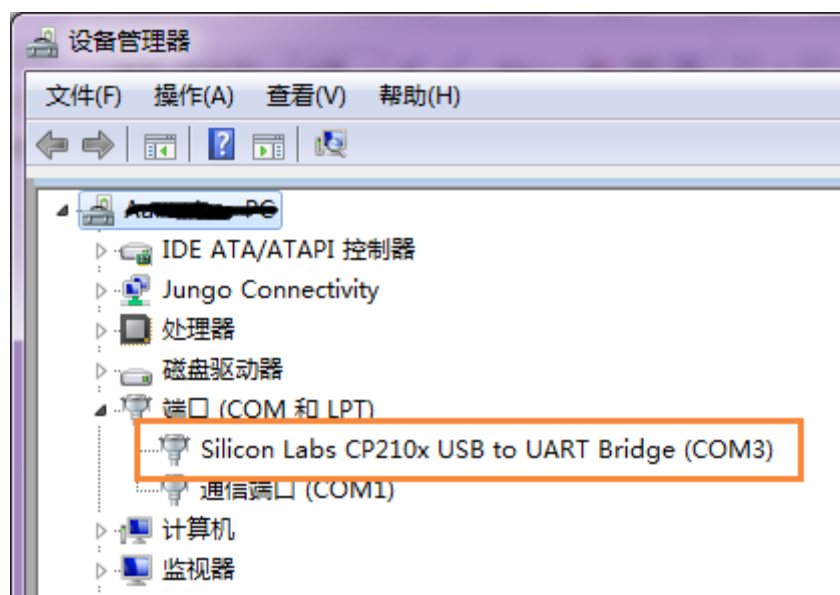 设备管理器
文件(F) 操作(A) 查看(V) 帮助(H)
IDE ATA/ATAPI 控制器
Jungo Connectivity
处理器
磁盘驱动器
端口 (COM 和 LPT)
Silicon Labs CP210x USB to UART Bridge (COM3)
通信端口 (COM1)
计算机
监视器